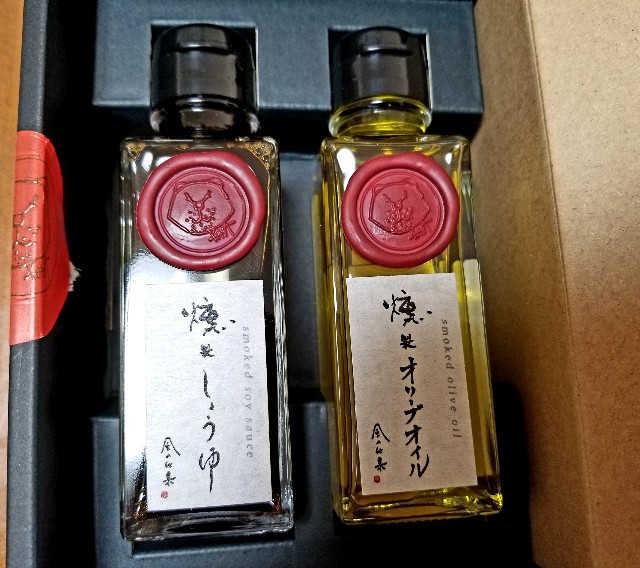 燻製
しょうゆ
smoked soy sauce
燻製
オリーブオイル
smoked olive oil